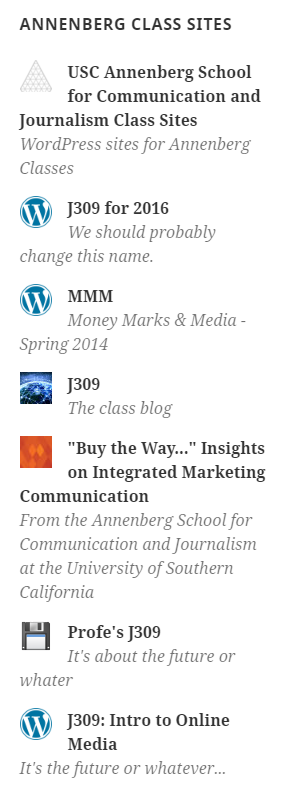 ANNENBERG CLASS SITES
USC Annenberg School
for Communication and
Journalism Class Sites
WordPress sites for Annenberg
Classes
J309 for 2016
We should probably
change this name.
MMM
Money Marks & Media -
Spring 2014
J309
The class blog
"Buy the Way..." Insights
on Integrated Marketing
Communication
From the Annenberg School for
Communication and Journalism
at the University of Southern
California
Profe's J309
It's about the future or
whater
J309: Intro to Online
Media
It's the future or whatever...